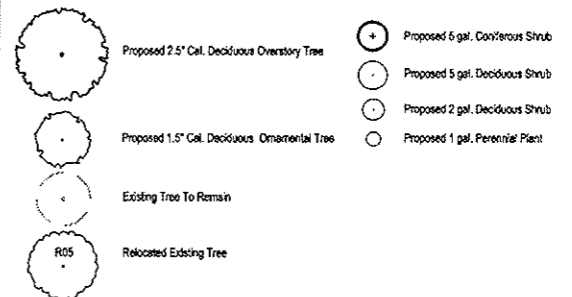 Proposed 2.5" Cal. Deciduous Overstory Tree
Proposed 1.5" Cal. Deciduous Ornamental Tree
Existing Tree To Remain
R05
Relocated Existing Tree
Proposed 5 gal. Coniferous Shrub
Proposed 5 gal. Deciduous Shrub
Proposed 2 gal. Deciduous Shrub
Proposed 1 gal. Perennial Plant